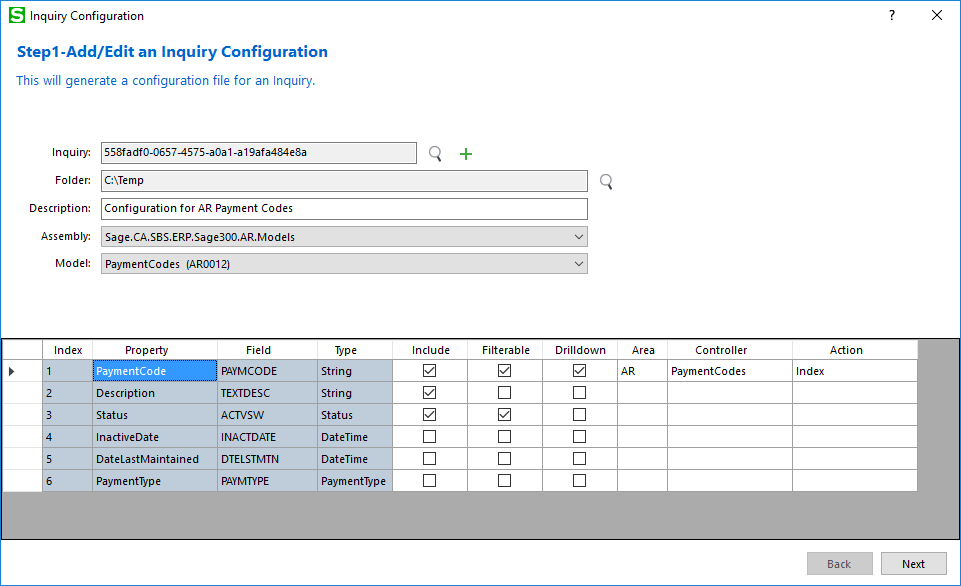 S Inquiry Configuration ?
Step1-Add/Edit an Inquiry Configuration
This will generate a configuration file for an Inquiry.
Inquiry: 558fadf0-0657-4575-a0a1-a19afa484e8a
Folder: C:\Temp
Description: Configuration for AR Payment Codes
Assembly: Sage.CA.SBS.ERP.Sage300.AR.Models
Model: PaymentCodes (AR0012)
Index Property Field Type Include Filterable Drilldown Area Controller Action
1 PaymentCode PAYMCODE String AR PaymentCodes Index
2 Description TEXTDESC String
3 Status ACTVSW Status
4 InactiveDate INACTDATE DateTime
5 DateLastMaintained DTELSTMTN DateTime
6 PaymentType PAYMTYPE PaymentType
Back Next